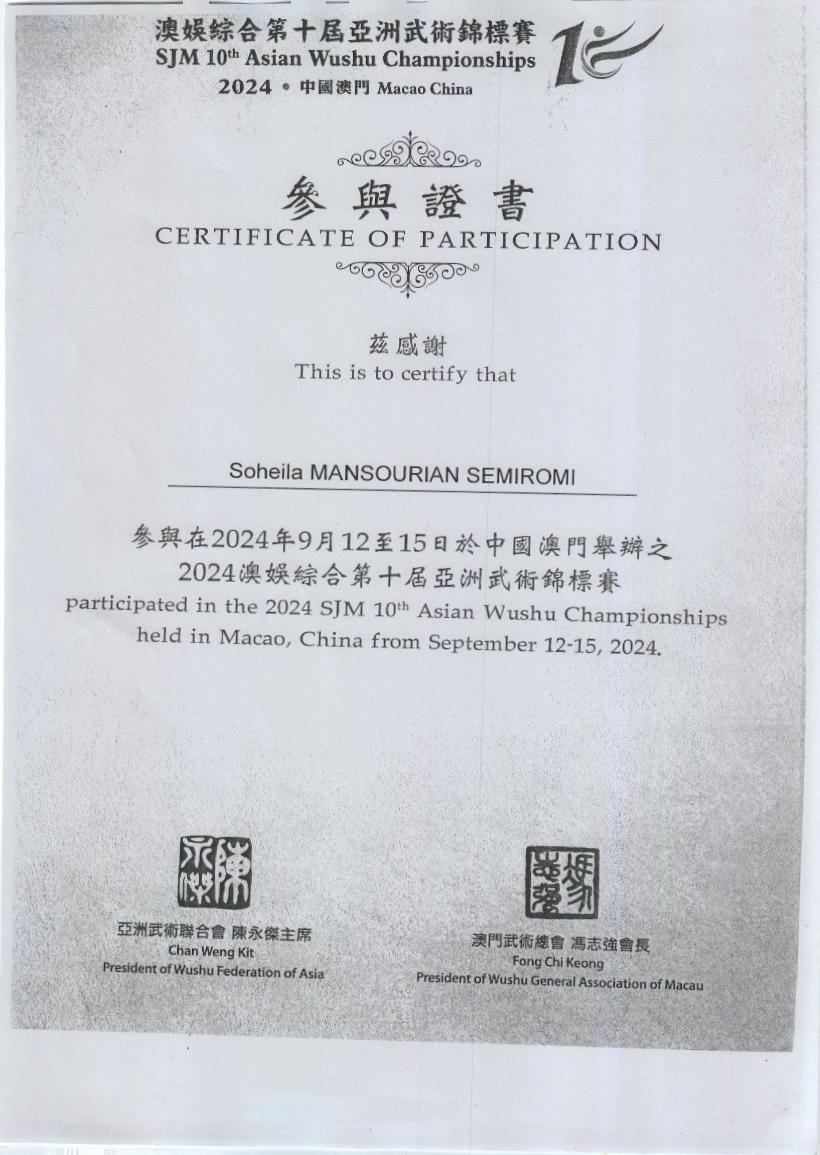 澳娛綜合第十屆亞洲武術錦標賽
SJM 10th Asian Wushu Championships
2024 • 中國澳門 Macao China
參與證書
CERTIFICATE OF PARTICIPATION
茲感謝
This is to certify that
Soheila MANSOURIAN SEMIROMI
參與在2024年9月12至15日於中國澳門舉辦之
2024澳娛綜合第十屆亞洲武術錦標賽
participated in the 2024 SJM 10th Asian Wushu Championships
held in Macao, China from September 12-15, 2024.
陳永傑
馮志強
亞洲武術聯合會 陳永傑主席
Chan Weng Kit
President of Wushu Federation of Asia
澳門武術總會 馮志強會長
Fong Chi Keong
President of Wushu General Association of Macau